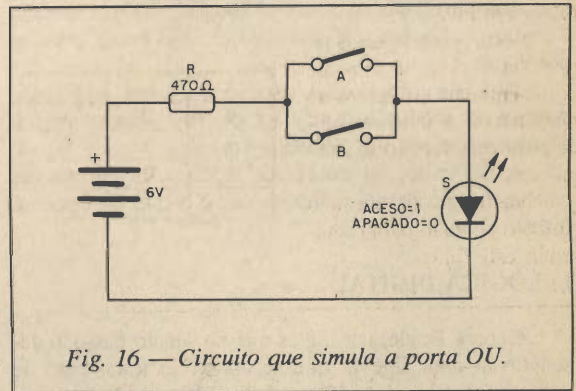 R
470Ω
A
B
+
6V
S
ACESO=1
APAGADO=0
Fig. 16 — Circuito que simula a porta OU.